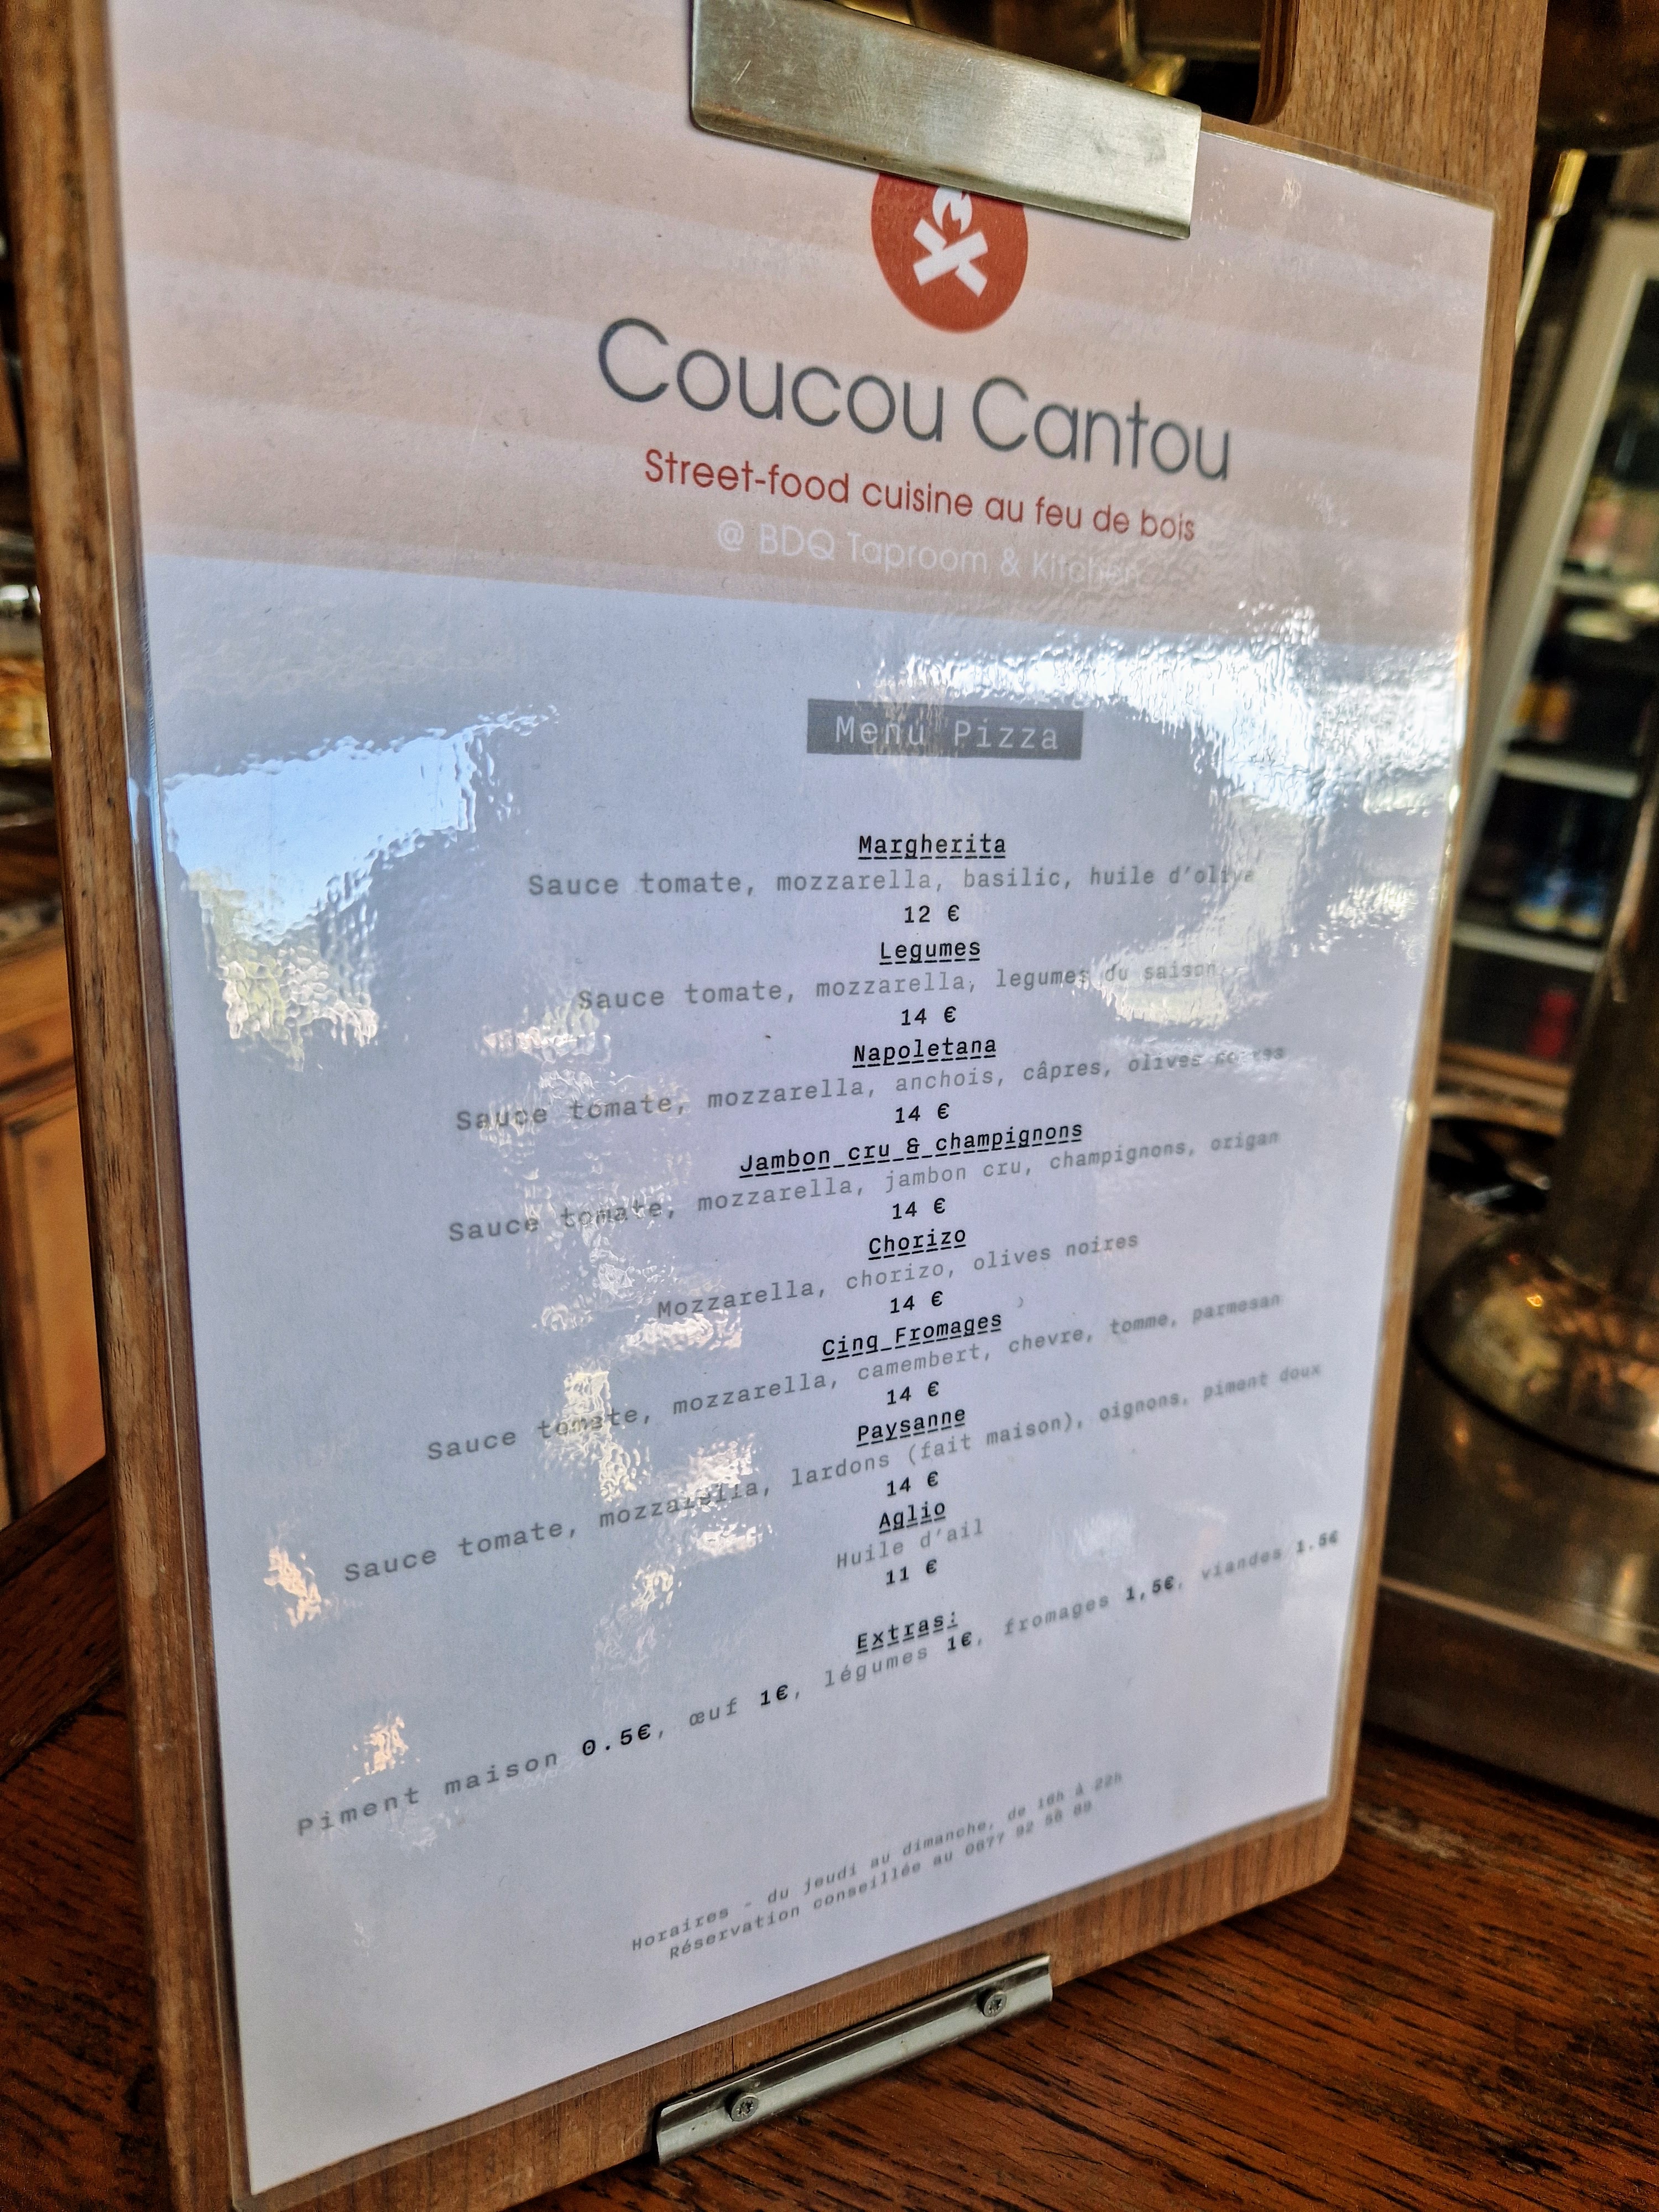 Coucou Cantou
Street-food cuisine au feu de bois
@ BDQ Taproom & Kitchen
Menu Pizza
Margherita
Sauce tomate, mozzarella, basilic, huile d'olive
12 €
Legumes
Sauce tomate, mozzarella, legumes du saison
14 €
Napoletana
Sauce tomate, mozzarella, anchois, câpres, olives noires
14 €
Jambon cru & champignons
Sauce tomate, mozzarella, jambon cru, champignons, origan
14 €
Chorizo
Mozzarella, chorizo, olives noires
14 €
Cinq Fromages
Sauce tomate, mozzarella, camembert, chevre, tomme, parmesan
14 €
Paysanne
Sauce tomate, mozzarella, lardons (fait maison), oignons, piment doux
14 €
Aglio
Huile d'ail
11 €
Extras:
Piment maison 0.5€, œuf 1€, légumes 1€, fromages 1,5€, viandes 1.5€
Horaires - du jeudi au dimanche, de 16h à 22h
Réservation conseillée au 0677 92 58